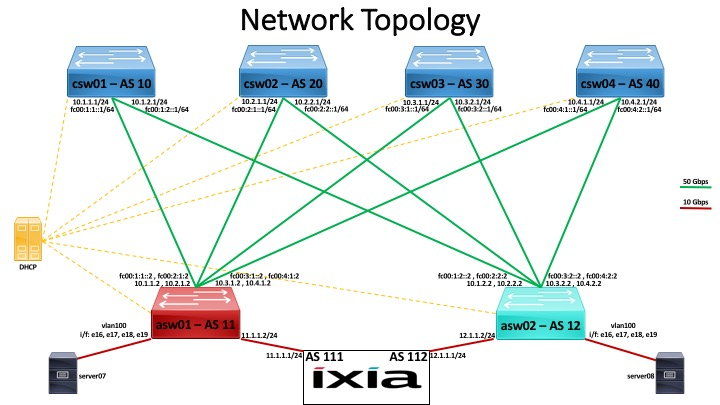 Network Topology
csw01 – AS 10
csw02 – AS 20
csw03 – AS 30
csw04 – AS 40
10.1.1.1/24
10.1.2.1/24
fc00:1:1::1/64
fc00:1:2::1/64
10.2.1.1/24
10.2.2.1/24
fc00:2:1::1/64
fc00:2:2::1/64
10.3.1.1/24
10.3.2.1/24
fc00:3:1::1/64
fc00:3:2::1/64
10.4.1.1/24
10.4.2.1/24
fc00:4:1::1/64
fc00:4:2::1/64
50 Gbps
10 Gbps
DHCP
fc00:1:1::2 , fc00:2:1:2
10.1.1.2 , 10.2.1.2
fc00:3:1::2 , fc00:4:1:2
10.3.1.2 , 10.4.1.2
fc00:1:2::2 , fc00:2:2:2
10.1.2.2 , 10.2.2.2
fc00:3:2::2 , fc00:4:2:2
10.3.2.2 , 10.4.2.2
asw01 – AS 11
asw02 – AS 12
vlan100
i/f: e16, e17, e18, e19
11.1.1.2/24
12.1.1.2/24
vlan100
i/f: e16, e17, e18, e19
11.1.1.1/24
AS 111
AS 112
12.1.1.1/24
ixia
server07
server08